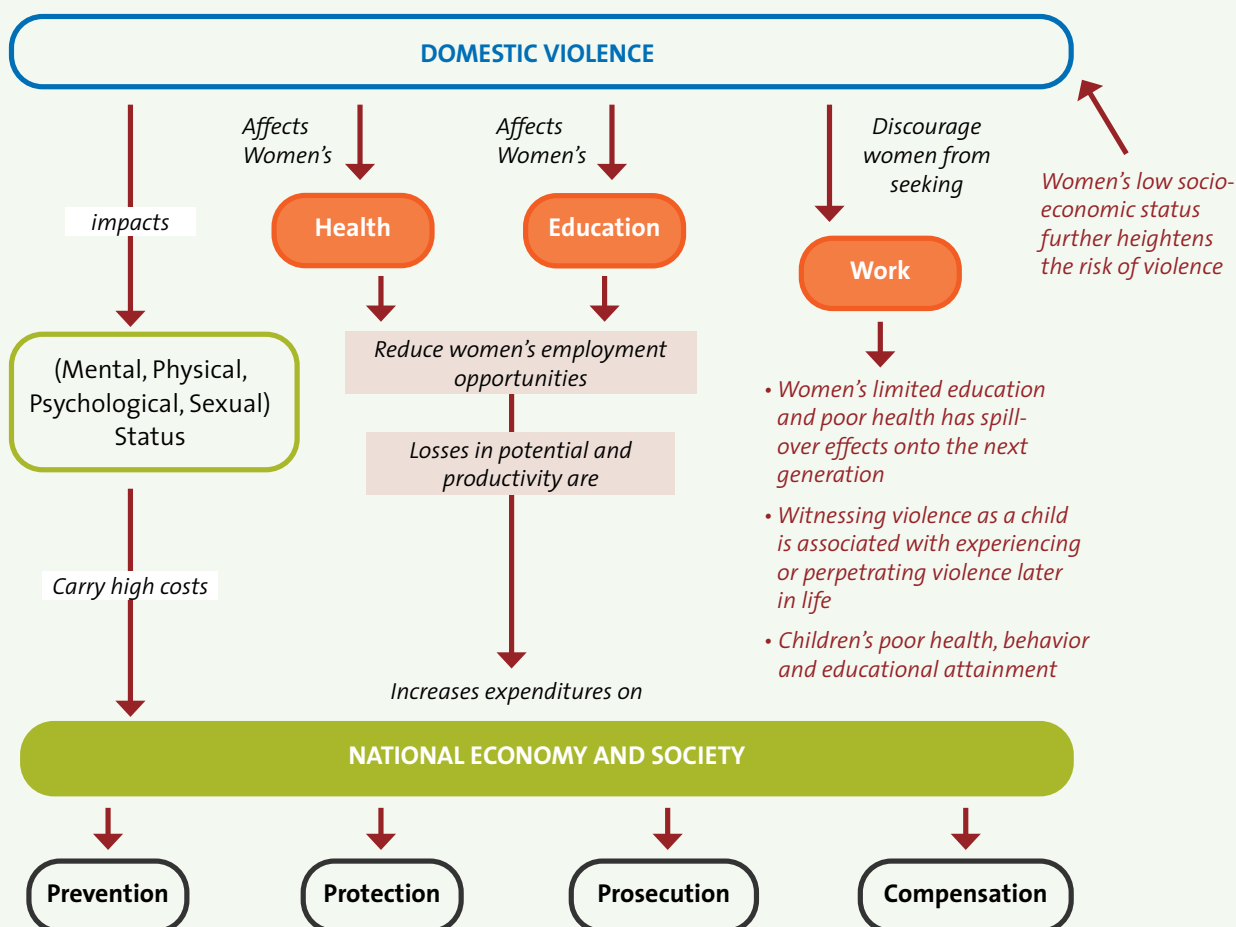 DOMESTIC VIOLENCE
impacts
Affects
Women's
Health
Affects
Women's
Education
Discourage
women from
seeking
Work
Women's low socio-
economic status
further heightens
the risk of violence
(Mental, Physical,
Psychological, Sexual)
Status
Reduce women's employment
opportunities
Losses in potential and
productivity are
• Women's limited education
and poor health has spill-
over effects onto the next
generation
• Witnessing violence as a child
is associated with experiencing
or perpetrating violence later
in life
• Children's poor health, behavior
and educational attainment
Carry high costs
Increases expenditures on
NATIONAL ECONOMY AND SOCIETY
Prevention
Protection
Prosecution
Compensation